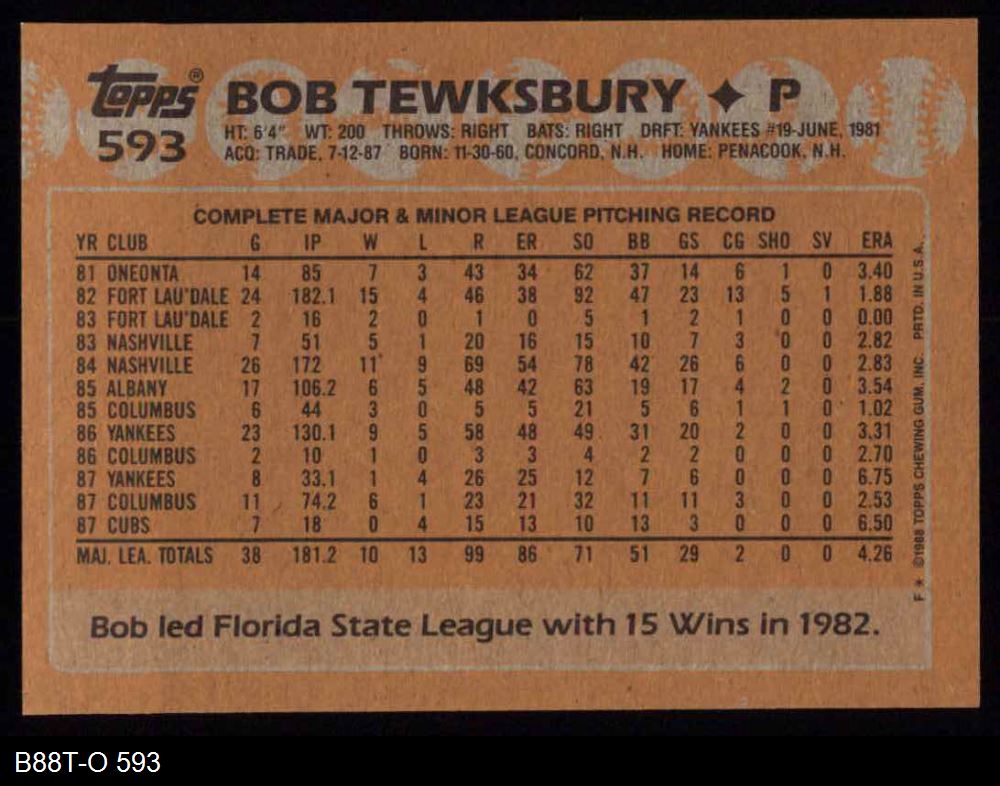 Topps® BOB TEWKSBURY ✦ P
593 HT: 6'4" WT: 200 THROWS: RIGHT BATS: RIGHT DRFT: YANKEES #19-JUNE, 1981
ACQ: TRADE, 7-12-87 BORN: 11-30-60, CONCORD, N.H. HOME: PENACOOK, N.H.
COMPLETE MAJOR & MINOR LEAGUE PITCHING RECORD
YR CLUB G IP W L R ER SO BB GS CG SHO SV ERA
81 ONEONTA 14 85 7 3 43 34 62 37 14 6 1 0 3.40
82 FORT LAU'DALE 24 182.1 15 4 46 38 92 47 23 13 5 1 1.88
83 FORT LAU'DALE 2 16 2 0 1 0 5 1 2 1 0 0 0.00
83 NASHVILLE 7 51 5 1 20 16 15 10 7 3 0 0 2.82
84 NASHVILLE 26 172 11 9 69 54 78 42 26 6 0 0 2.83
85 ALBANY 17 106.2 6 5 48 42 63 19 17 4 2 0 3.54
85 COLUMBUS 6 44 3 0 5 5 21 5 6 1 1 0 1.02
86 YANKEES 23 130.1 9 5 58 48 49 31 20 2 0 0 3.31
86 COLUMBUS 2 10 1 0 3 3 4 2 2 0 0 0 2.70
87 YANKEES 8 33.1 1 4 26 25 12 7 6 0 0 0 6.75
87 COLUMBUS 11 74.2 6 1 23 21 32 11 11 3 0 0 2.53
87 CUBS 7 18 0 4 15 13 10 13 3 0 0 0 6.50
MAJ. LEA. TOTALS 38 181.2 10 13 99 86 71 51 29 2 0 0 4.26
Bob led Florida State League with 15 Wins in 1982.
F * ©1988 TOPPS CHEWING GUM, INC. PRTD. IN U.S.A.
B88T-O 593